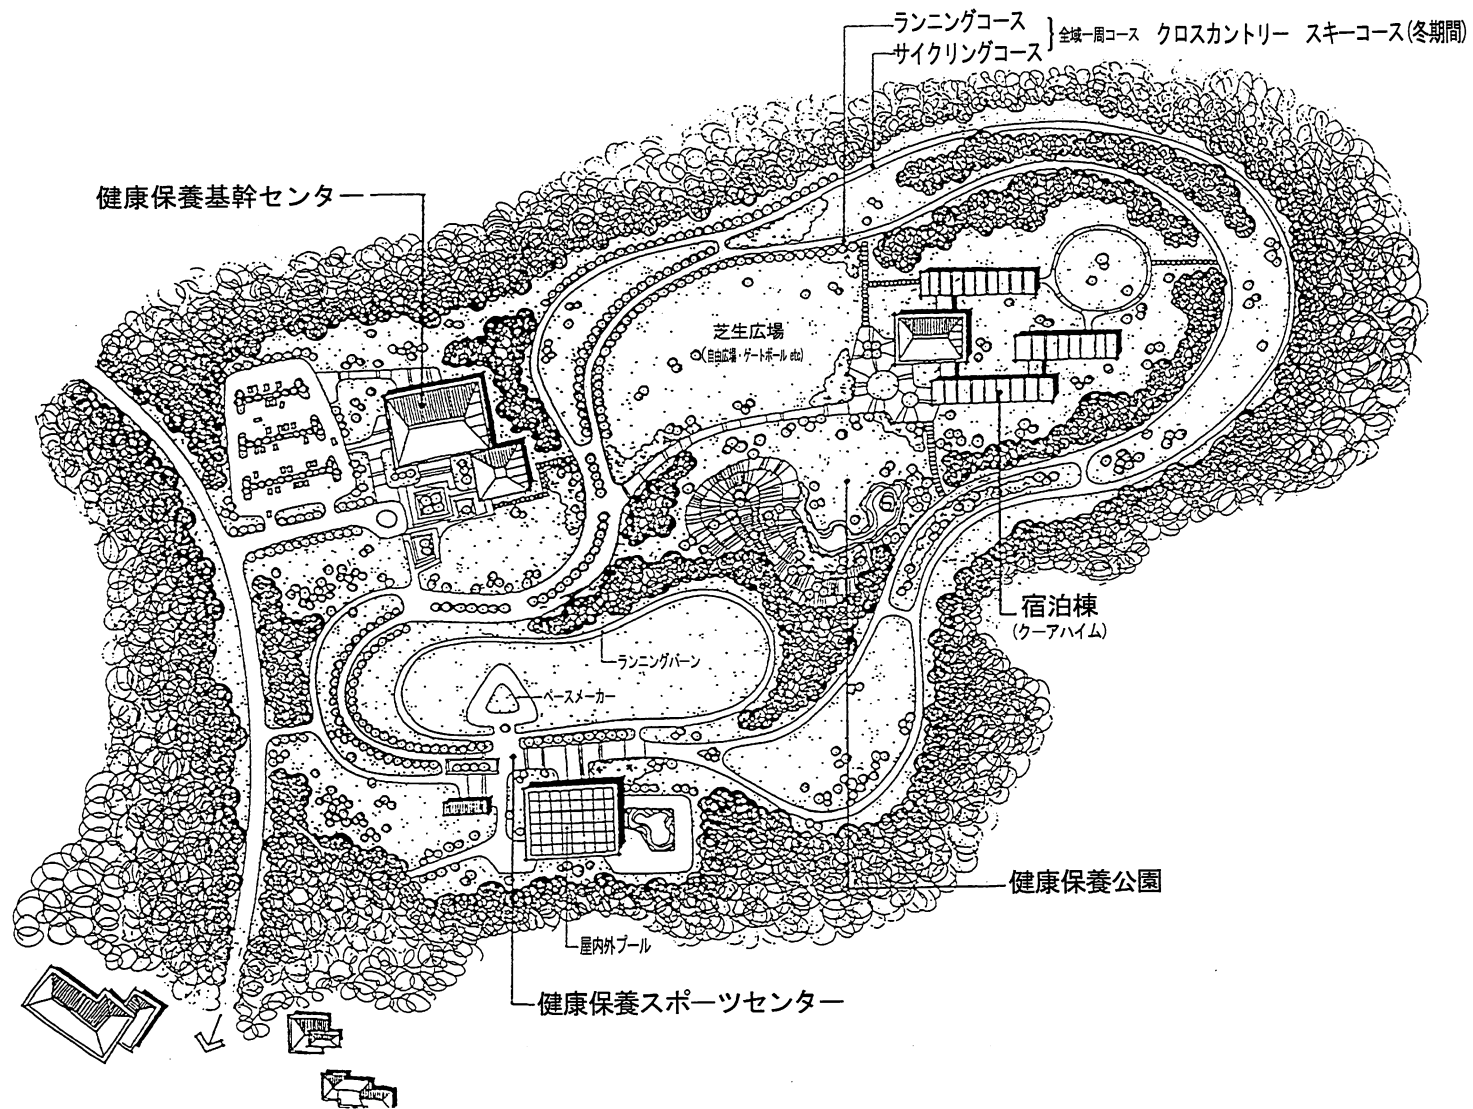 ランニングコース
サイクリングコース
全域一周コース クロスカントリー スキーコース(冬期間)
健康保養基幹センター
芝生広場
(自由広場・ゲートボール etc)
宿泊棟
(クーアハイム)
ランニングバーン
ペースメーカー
健康保養公園
屋内外プール
健康保養スポーツセンター